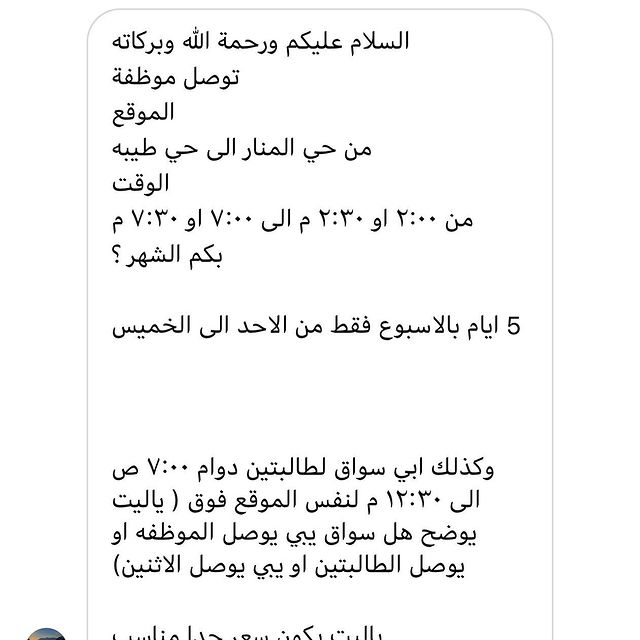 السلام عليكم ورحمة الله وبركاته
توصل موظفة
الموقع
من حي المنار الى حي طيبه
الوقت
من ٢:٠٠ او ٢:٣٠ م الى ٧:٠٠ او ٧:٣٠ م
بكم الشهر؟
5 ايام بالاسبوع فقط من الاحد الى الخميس
وكذلك ابي سواق لطالبتين دوام ٧:٠٠ ص
الى ١٢:٣٠ م لنفس الموقع فوق ( ياليت
يوضح هل سواق يبي يوصل الموظفه او
يوصل الطالبتين او يبي يوصل الاثنين)
ياليت يكون سعر جدا مناسب